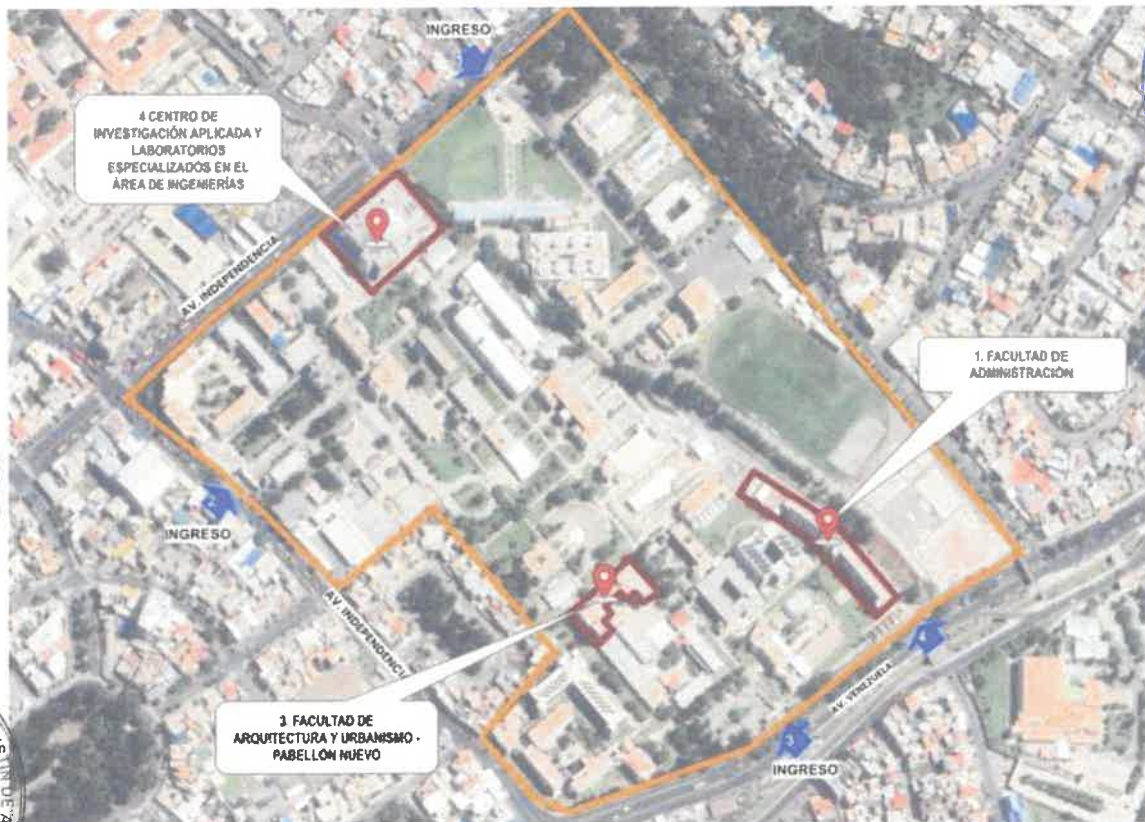 INGRESO
4 CENTRO DE
INVESTIGACIÓN APLICADA Y
LABORATORIOS
ESPECIALIZADOS EN EL
ÁREA DE INGENIERÍAS
AV. INDEPENDENCIA
1. FACULTAD DE
ADMINISTRACIÓN
2
INGRESO
AV. INDEPENDENCIA
3. FACULTAD DE
ARQUITECTURA Y URBANISMO -
PABELLÓN NUEVO
4
AV. VENEZUELA
3
INGRESO